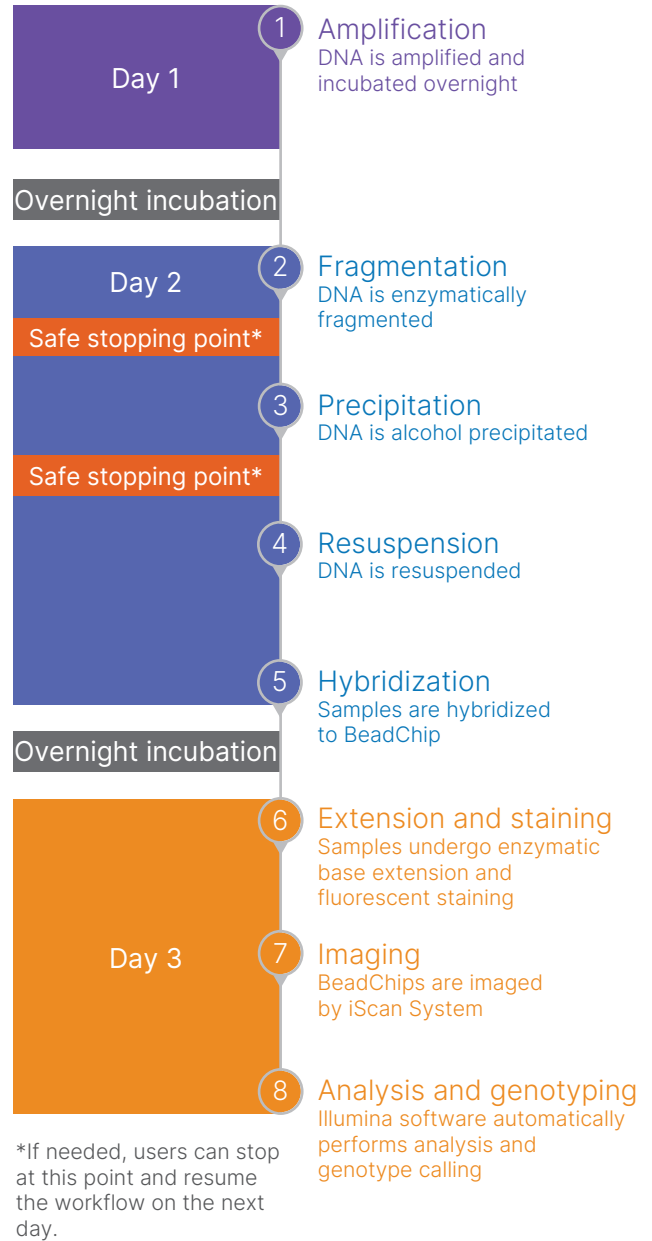 1
Amplification
DNA is amplified and
incubated overnight
Day 1
Overnight incubation
2
Fragmentation
DNA is enzymatically
fragmented
Day 2
Safe stopping point*
3
Precipitation
DNA is alcohol precipitated
Safe stopping point*
4
Resuspension
DNA is resuspended
5
Hybridization
Samples are hybridized
to BeadChip
Overnight incubation
6
Extension and staining
Samples undergo enzymatic
base extension and
fluorescent staining
Day 3
7
Imaging
BeadChips are imaged
by iScan System
8
Analysis and genotyping
Illumina software automatically
performs analysis and
genotype calling
*If needed, users can stop
at this point and resume
the workflow on the next
day.